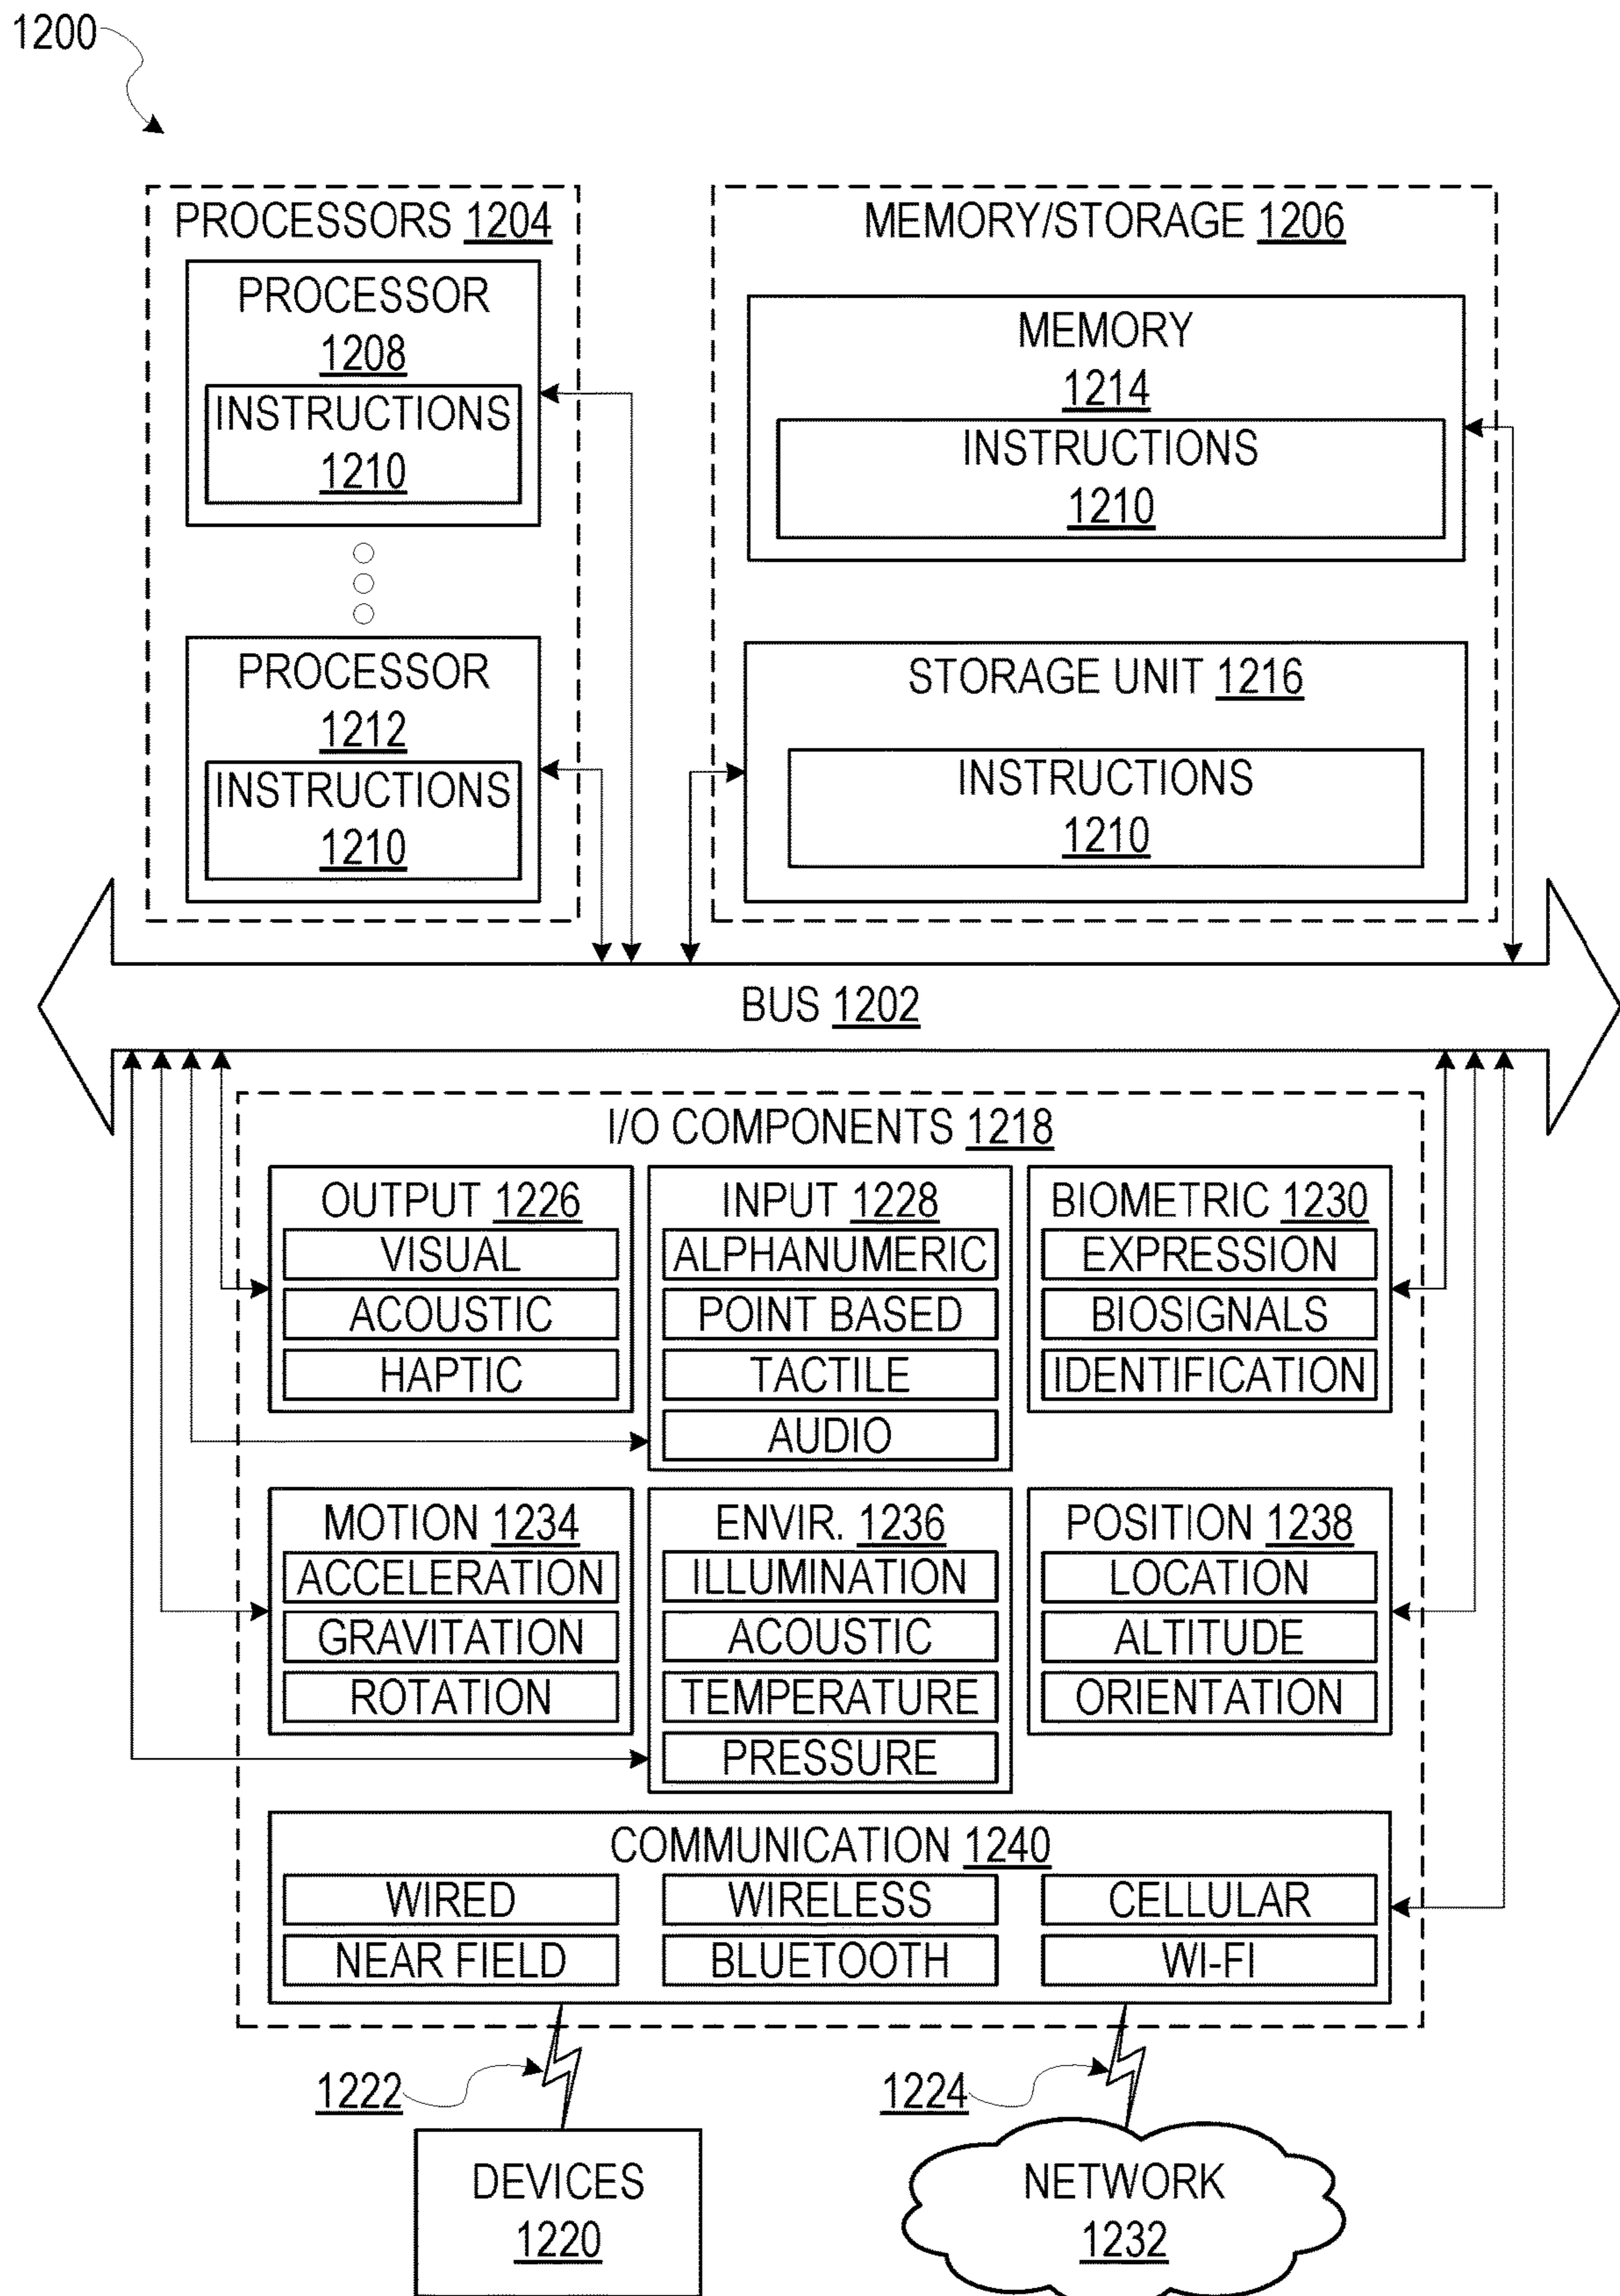 1200
PROCESSORS 1204
PROCESSOR
1208
INSTRUCTIONS
1210
PROCESSOR
1212
INSTRUCTIONS
1210
MEMORY/STORAGE 1206
MEMORY
1214
INSTRUCTIONS
1210
STORAGE UNIT 1216
INSTRUCTIONS
1210
BUS 1202
I/O COMPONENTS 1218
OUTPUT 1226
VISUAL
ACOUSTIC
HAPTIC
INPUT 1228
ALPHANUMERIC
POINT BASED
TACTILE
AUDIO
BIOMETRIC 1230
EXPRESSION
BIOSIGNALS
IDENTIFICATION
MOTION 1234
ACCELERATION
GRAVITATION
ROTATION
ENVIR. 1236
ILLUMINATION
ACOUSTIC
TEMPERATURE
PRESSURE
POSITION 1238
LOCATION
ALTITUDE
ORIENTATION
COMMUNICATION 1240
WIRED
WIRELESS
CELLULAR
NEAR FIELD
BLUETOOTH
WI-FI
1222
1224
DEVICES
1220
NETWORK
1232